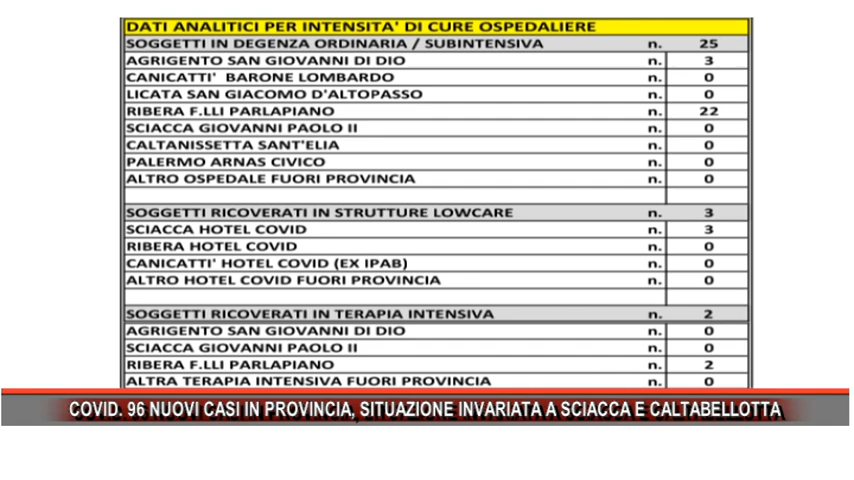 DATI ANALITICI PER INTENSITA' DI CURE OSPEDALIERE
SOGGETTI IN DEGENZA ORDINARIA / SUBINTENSIVA n. 25
AGRIGENTO SAN GIOVANNI DI DIO n. 3
CANICATTI' BARONE LOMBARDO n. 0
LICATA SAN GIACOMO D'ALTOPASSO n. 0
RIBERA F.LLI PARLAPIANO n. 22
SCIACCA GIOVANNI PAOLO II n. 0
CALTANISSETTA SANT'ELIA n. 0
PALERMO ARNAS CIVICO n. 0
ALTRO OSPEDALE FUORI PROVINCIA n. 0
SOGGETTI RICOVERATI IN STRUTTURE LOWCARE n. 3
SCIACCA HOTEL COVID n. 3
RIBERA HOTEL COVID n. 0
CANICATTI' HOTEL COVID (EX IPAB) n. 0
ALTRO HOTEL COVID FUORI PROVINCIA n. 0
SOGGETTI RICOVERATI IN TERAPIA INTENSIVA n. 2
AGRIGENTO SAN GIOVANNI DI DIO n. 0
SCIACCA GIOVANNI PAOLO II n. 0
RIBERA F.LLI PARLAPIANO n. 2
ALTRA TERAPIA INTENSIVA FUORI PROVINCIA n. 0
COVID. 96 NUOVI CASI IN PROVINCIA, SITUAZIONE INVARIATA A SCIACCA E CALTABELLOTTA